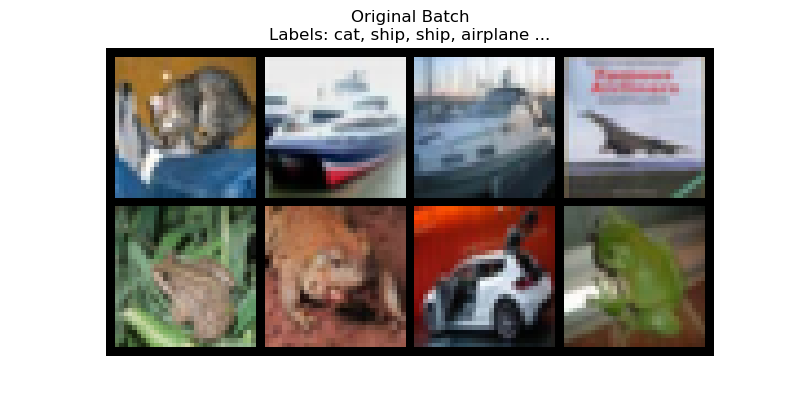 Original Batch
Labels: cat, ship, ship, airplane ...